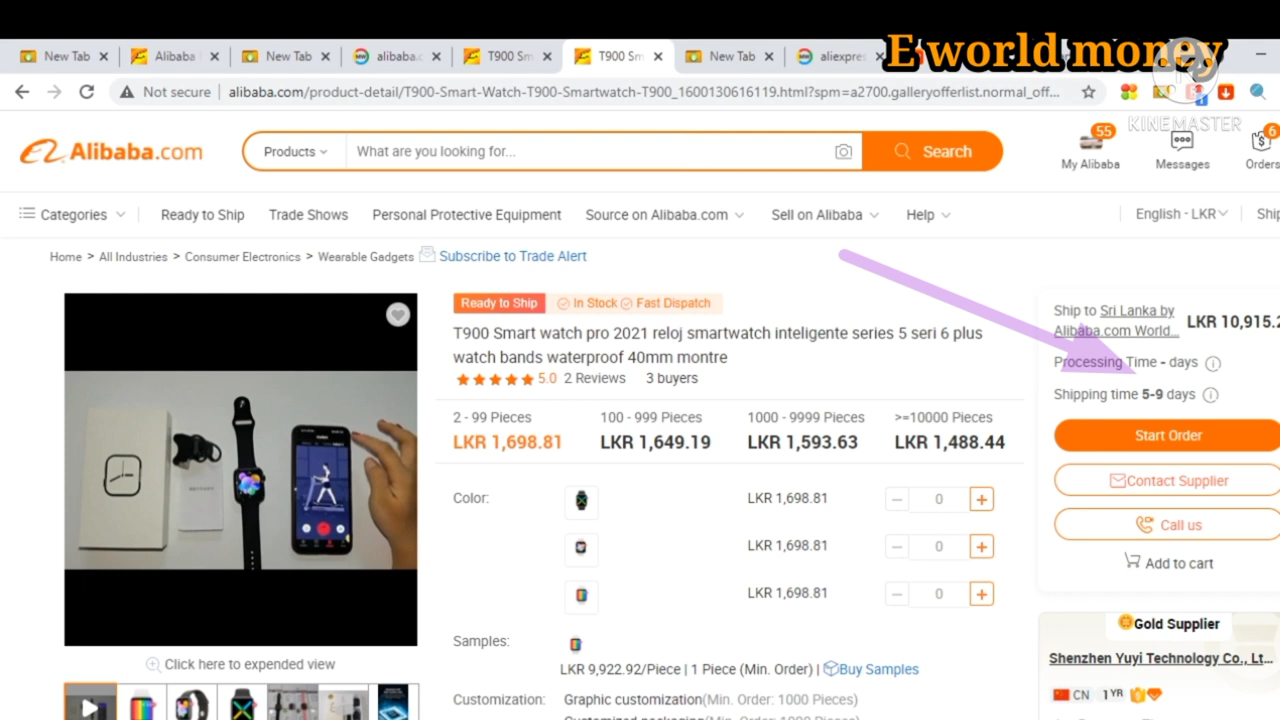 New Tab
Alibaba
New Tab
alibaba.c
T900 Sm
T900 Sm
New Tab
aliexpre
E world money
KINEMASTER
Not secure
alibaba.com/product-detail/T900-Smart-Watch-T900-Smartwatch-T900_1600130616119.html?spm=a2700.galleryofferlist.normal_off...
Alibaba.com
Products
What are you looking for...
Search
55
My Alibaba
Messages
6
Orders
Categories
Ready to Ship
Trade Shows
Personal Protective Equipment
Source on Alibaba.com
Sell on Alibaba
Help
English - LKR
Ship
Home > All Industries > Consumer Electronics > Wearable Gadgets
Subscribe to Trade Alert
Ready to Ship
In Stock
Fast Dispatch
T900 Smart watch pro 2021 reloj smartwatch inteligente series 5 seri 6 plus
watch bands waterproof 40mm montre
5.0 2 Reviews 3 buyers
2 - 99 Pieces
100 - 999 Pieces
1000 - 9999 Pieces
>=10000 Pieces
LKR 1,698.81
LKR 1,649.19
LKR 1,593.63
LKR 1,488.44
Color:
LKR 1,698.81
0
LKR 1,698.81
0
LKR 1,698.81
0
Samples:
LKR 9,922.92/Piece | 1 Piece (Min. Order) | Buy Samples
Customization:
Graphic customization(Min. Order: 1000 Pieces)
Customized packaging(Min. Order: 1000 Pieces)
Click here to expended view
Ship to Sri Lanka by
Alibaba.com World...
LKR 10,915.2
Processing Time - days
Shipping time 5-9 days
Start Order
Contact Supplier
Call us
Add to cart
Gold Supplier
Shenzhen Yuyi Technology Co., Lt...
CN 1YR